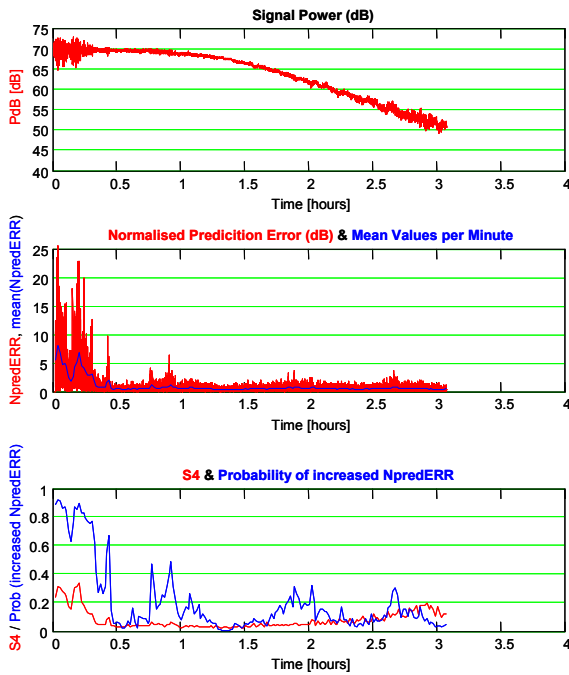 Signal Power (dB)
PdB [dB]
75
70
65
60
55
50
45
40
0 0.5 1 1.5 2 2.5 3 3.5 4
Time [hours]
Normalised Predicition Error (dB) & Mean Values per Minute
NpredERR, mean(NpredERR)
25
20
15
10
5
0
0 0.5 1 1.5 2 2.5 3 3.5 4
Time [hours]
S4 & Probability of increased NpredERR
S4 / Prob (increased NpredERR)
1
0.8
0.6
0.4
0.2
0
0 0.5 1 1.5 2 2.5 3 3.5 4
Time [hours]